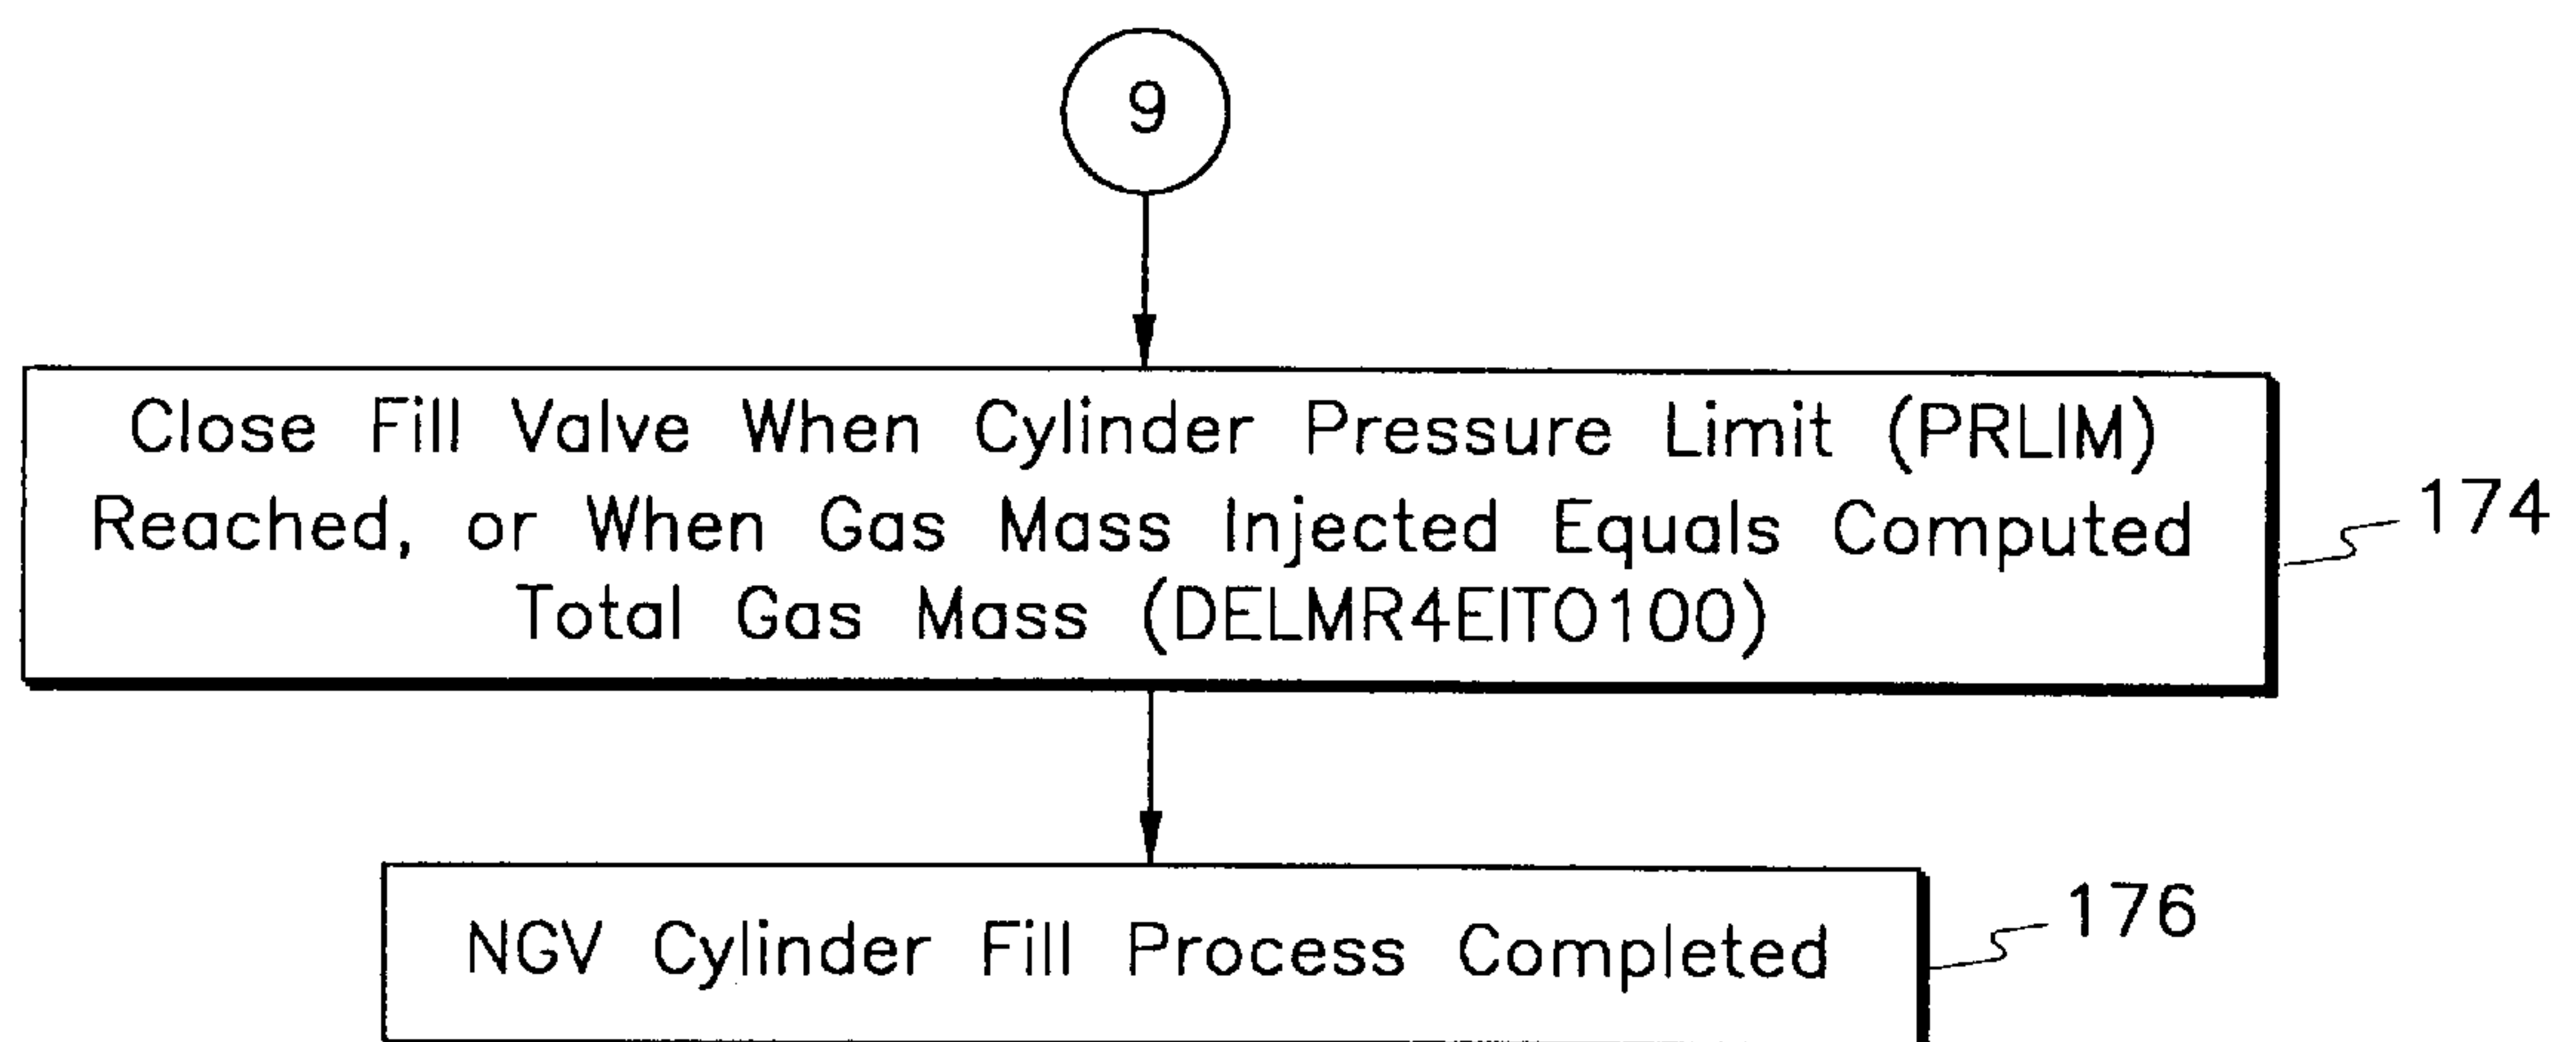 9
Close Fill Valve When Cylinder Pressure Limit (PRLIM)
Reached, or When Gas Mass Injected Equals Computed
Total Gas Mass (DELMR4EITO100)
174
NGV Cylinder Fill Process Completed
176